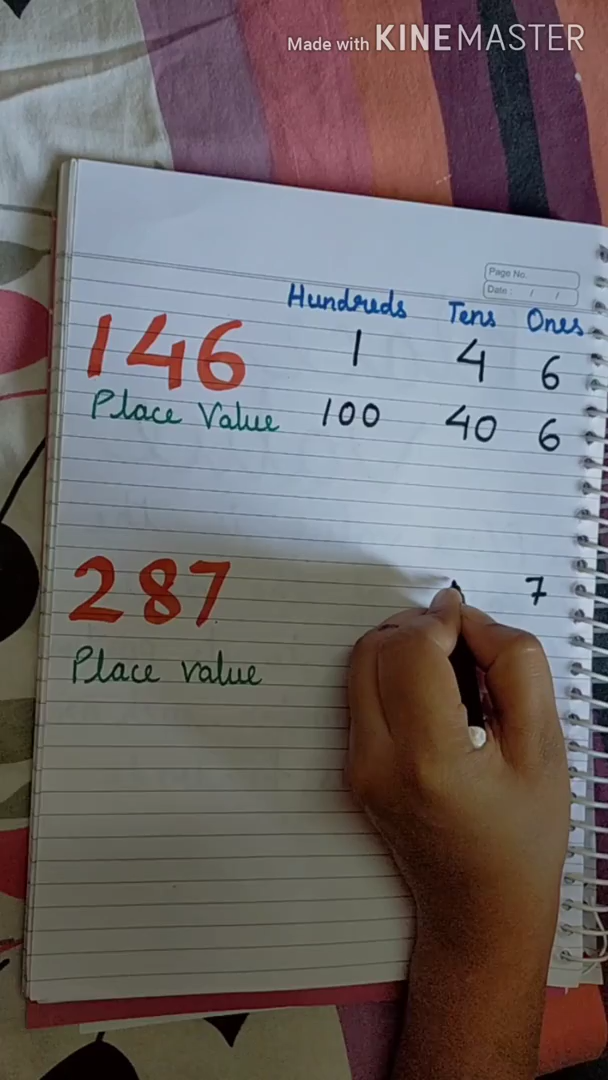 Made with KINEMASTER
Page No.
Date: / /
Hundreds Tens Ones
146 1 4 6
Place Value 100 40 6
287 7
Place value